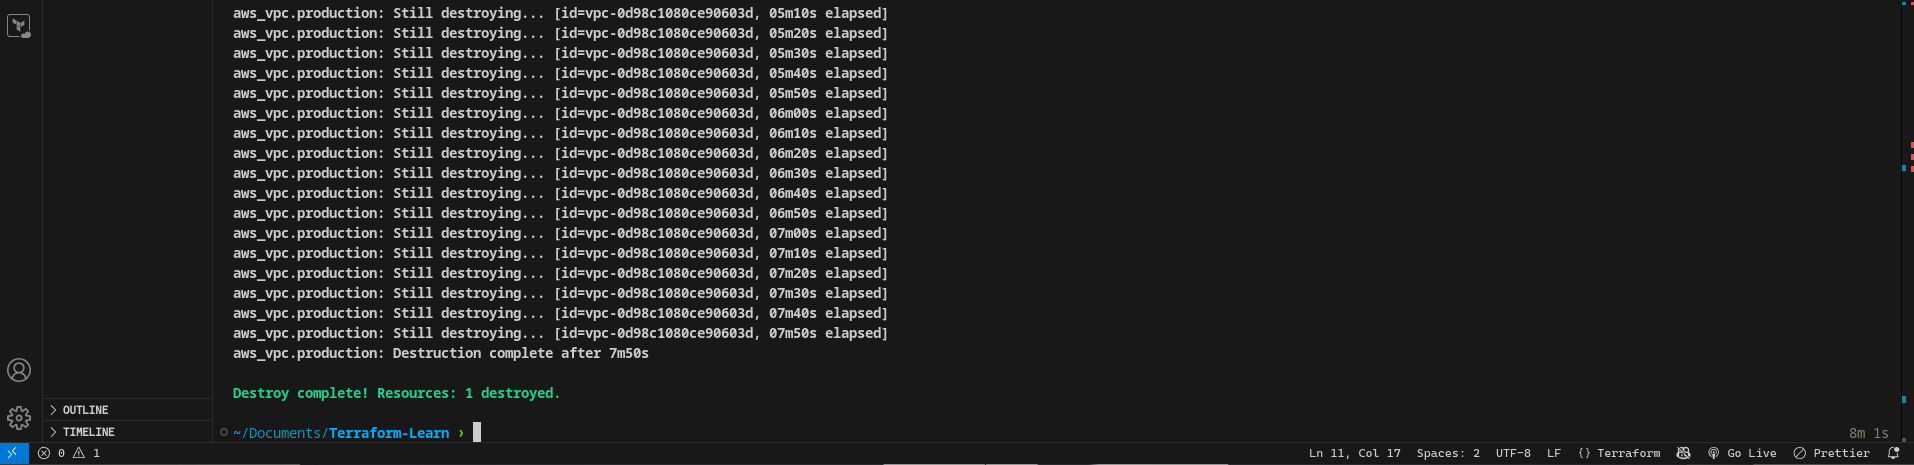 aws_vpc.production: Still destroying... [id=vpc-0d98c1080ce90603d, 05m10s elapsed]
aws_vpc.production: Still destroying... [id=vpc-0d98c1080ce90603d, 05m20s elapsed]
aws_vpc.production: Still destroying... [id=vpc-0d98c1080ce90603d, 05m30s elapsed]
aws_vpc.production: Still destroying... [id=vpc-0d98c1080ce90603d, 05m40s elapsed]
aws_vpc.production: Still destroying... [id=vpc-0d98c1080ce90603d, 05m50s elapsed]
aws_vpc.production: Still destroying... [id=vpc-0d98c1080ce90603d, 06m00s elapsed]
aws_vpc.production: Still destroying... [id=vpc-0d98c1080ce90603d, 06m10s elapsed]
aws_vpc.production: Still destroying... [id=vpc-0d98c1080ce90603d, 06m20s elapsed]
aws_vpc.production: Still destroying... [id=vpc-0d98c1080ce90603d, 06m30s elapsed]
aws_vpc.production: Still destroying... [id=vpc-0d98c1080ce90603d, 06m40s elapsed]
aws_vpc.production: Still destroying... [id=vpc-0d98c1080ce90603d, 06m50s elapsed]
aws_vpc.production: Still destroying... [id=vpc-0d98c1080ce90603d, 07m00s elapsed]
aws_vpc.production: Still destroying... [id=vpc-0d98c1080ce90603d, 07m10s elapsed]
aws_vpc.production: Still destroying... [id=vpc-0d98c1080ce90603d, 07m20s elapsed]
aws_vpc.production: Still destroying... [id=vpc-0d98c1080ce90603d, 07m30s elapsed]
aws_vpc.production: Still destroying... [id=vpc-0d98c1080ce90603d, 07m40s elapsed]
aws_vpc.production: Still destroying... [id=vpc-0d98c1080ce90603d, 07m50s elapsed]
aws_vpc.production: Destruction complete after 7m50s
Destroy complete! Resources: 1 destroyed.
OUTLINE
TIMELINE
~/Documents/Terraform-Learn › 8m 1s
0 1 Ln 11, Col 17 Spaces: 2 UTF-8 LF {} Terraform Go Live Prettier